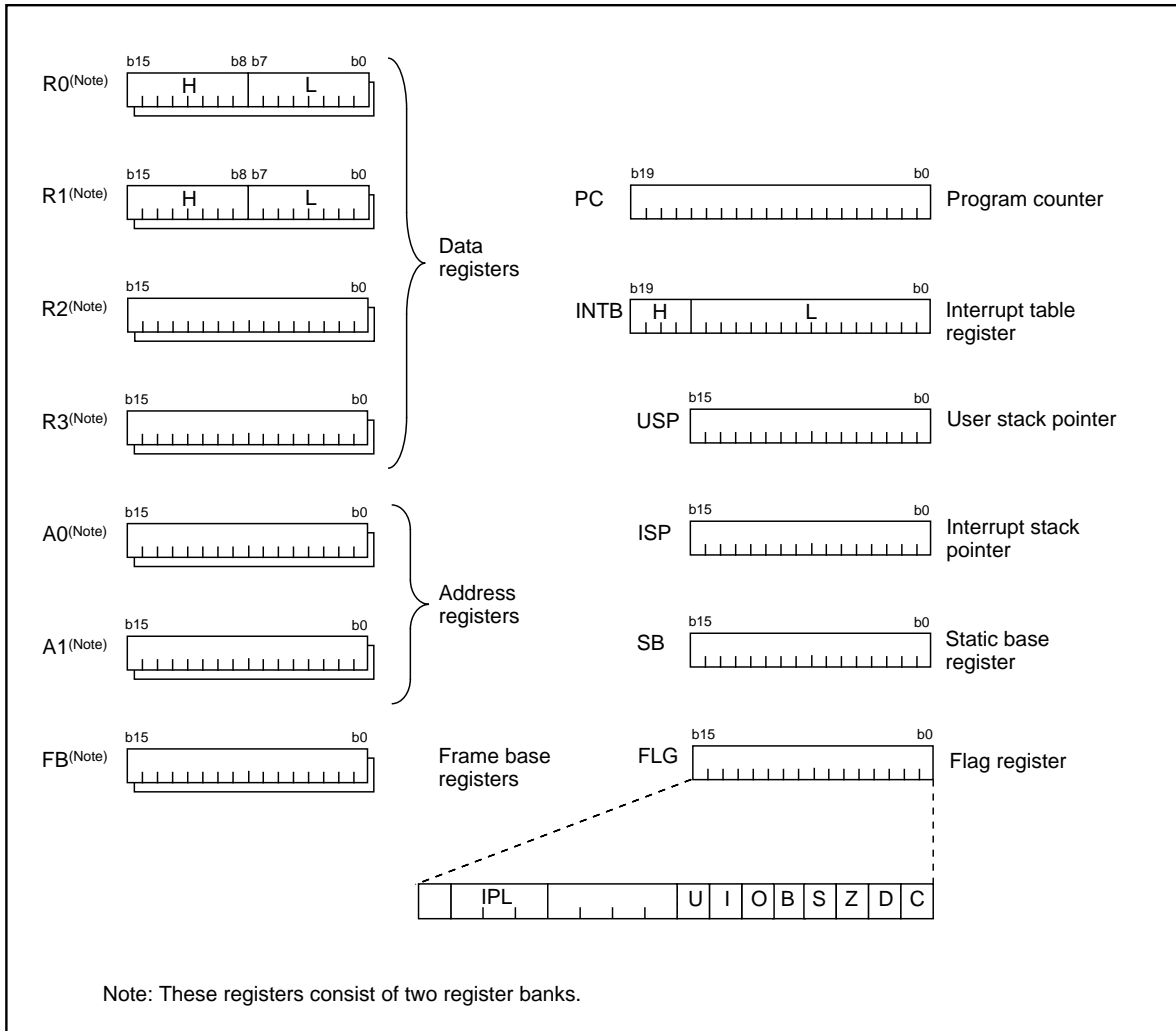 b15 b8 b7 b0
R0(Note) H L
b15 b8 b7 b0
R1(Note) H L
b15 b0
R2(Note)
b15 b0
R3(Note)
Data
registers
b15 b0
A0(Note)
b15 b0
A1(Note)
Address
registers
b15 b0
FB(Note)
Frame base
registers
b19 b0
PC Program counter
b19 b0
INTB H L Interrupt table
register
b15 b0
USP User stack pointer
b15 b0
ISP Interrupt stack
pointer
b15 b0
SB Static base
register
b15 b0
FLG Flag register
IPL U I O B S Z D C
Note: These registers consist of two register banks.